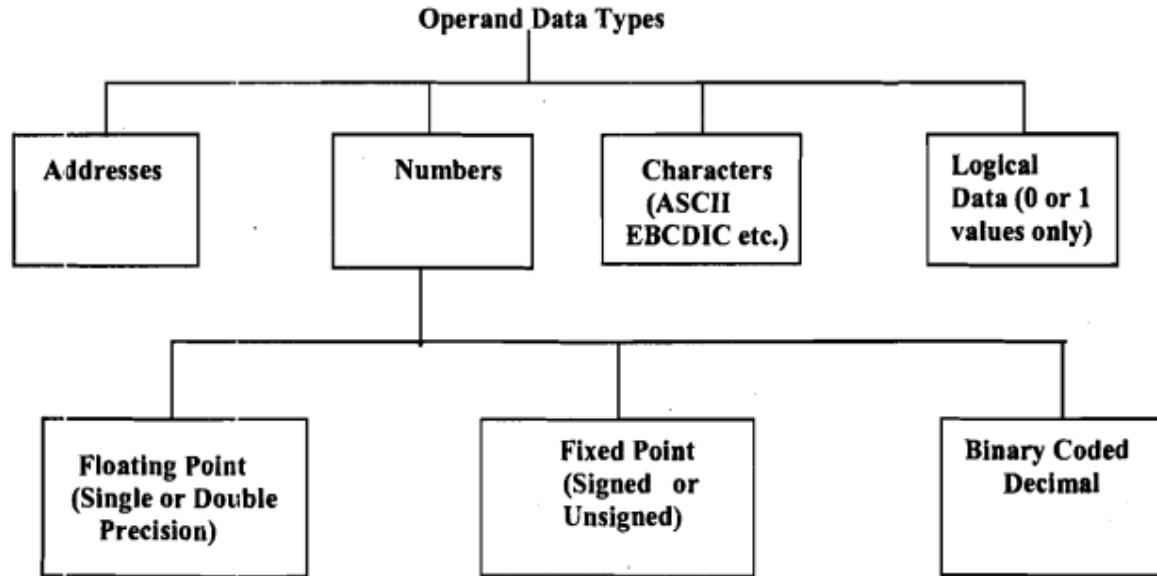 Operand Data Types
Addresses
Numbers
Characters
(ASCII
EBCDIC etc.)
Logical
Data (0 or 1
values only)
Floating Point
(Single or Double
Precision)
Fixed Point
(Signed or
Unsigned)
Binary Coded
Decimal